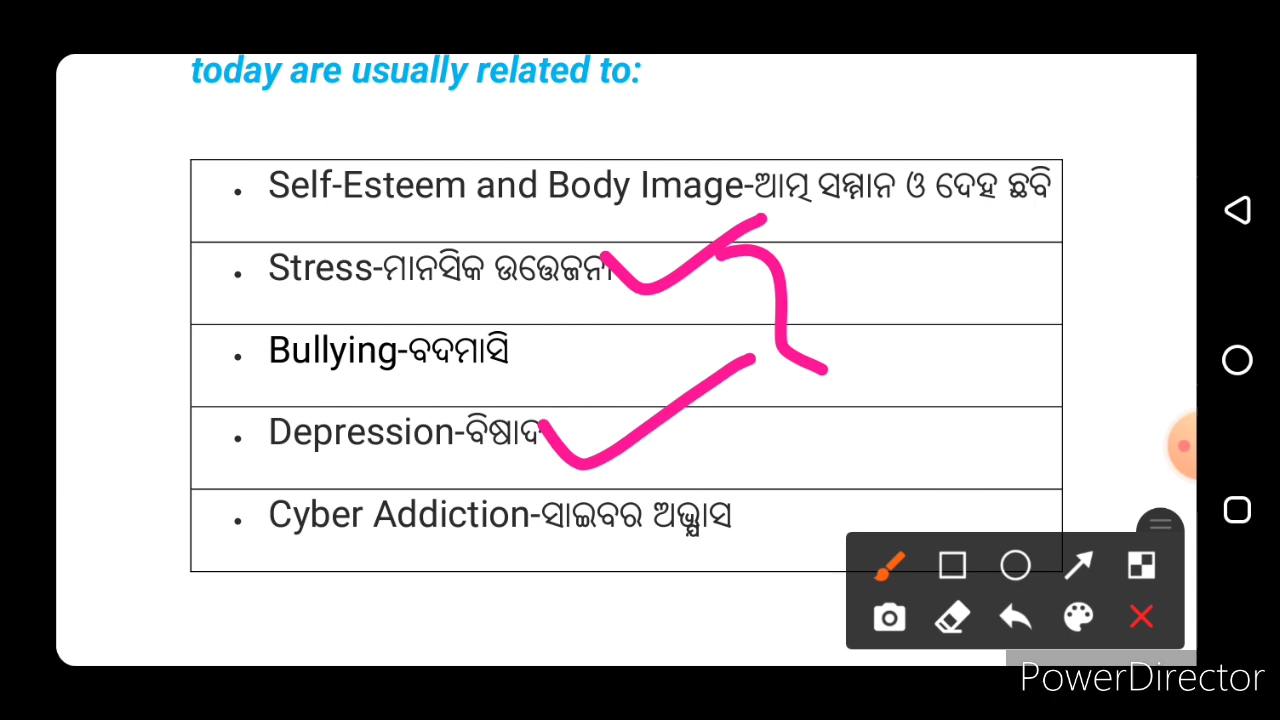 today are usually related to:
• Self-Esteem and Body Image-ଆତ୍ମ ସମ୍ମାନ ଓ ଦେହ ଛବି
• Stress-ମାନସିକ ଉତ୍ତେଜନା
• Bullying-ବଦମାସି
• Depression-ବିଷାଦ
• Cyber Addiction-ସାଇବର ଅଭ୍ଯାସ
PowerDirector